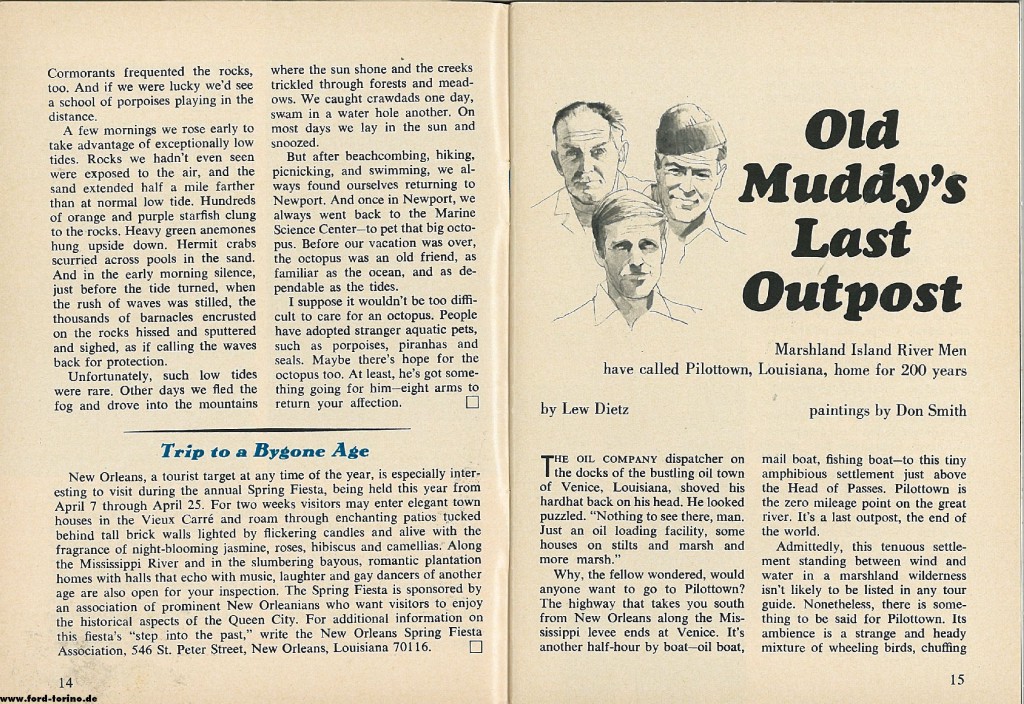 Cormorants frequented the rocks,
too. And if we were lucky we'd see
a school of porpoises playing in the
distance.
A few mornings we rose early to
take advantage of exceptionally low
tides. Rocks we hadn't even seen
were exposed to the air, and the
sand extended half a mile farther
than at normal low tide. Hundreds
of orange and purple starfish clung
to the rocks. Heavy green anemones
hung upside down. Hermit crabs
scurried across pools in the sand.
And in the early morning silence,
just before the tide turned, when
the rush of waves was stilled, the
thousands of barnacles encrusted
on the rocks hissed and sputtered
and sighed, as if calling the waves
back for protection.
Unfortunately, such low tides
were rare. Other days we fled the
fog and drove into the mountains
where the sun shone and the creeks
trickled through forests and mead-
ows. We caught crawdads one day,
swam in a water hole another. On
most days we lay in the sun and
snoozed.
But after beachcombing, hiking,
picnicking, and swimming, we al-
ways found ourselves returning to
Newport. And once in Newport, we
always went back to the Marine
Science Center—to pet that big octo-
pus. Before our vacation was over,
the octopus was an old friend, as
familiar as the ocean, and as de-
pendable as the tides.
I suppose it wouldn't be too diffi-
cult to care for an octopus. People
have adopted stranger aquatic pets,
such as porpoises, piranhas and
seals. Maybe there's hope for the
octopus too. At least, he's got some-
thing going for him—eight arms to
return your affection.
Trip to a Bygone Age
New Orleans, a tourist target at any time of the year, is especially inter-
esting to visit during the annual Spring Fiesta, being held this year from
April 7 through April 25. For two weeks visitors may enter elegant town
houses in the Vieux Carré and roam through enchanting patios tucked
behind tall brick walls lighted by flickering candles and alive with the
fragrance of night-blooming jasmine, roses, hibiscus and camellias. Along
the Mississippi River and in the slumbering bayous, romantic plantation
homes with halls that echo with music, laughter and gay dancers of another
age are also open for your inspection. The Spring Fiesta is sponsored by
an association of prominent New Orleanians who want visitors to enjoy
the historical aspects of the Queen City. For additional information on
this fiesta's "step into the past," write the New Orleans Spring Fiesta
Association, 546 St. Peter Street, New Orleans, Louisiana 70116.
14
www.ford-torino.de
Old
Muddy's
Last
Outpost
Marshland Island River Men
have called Pilottown, Louisiana, home for 200 years
by Lew Dietz
paintings by Don Smith
THE OIL COMPANY dispatcher on
the docks of the bustling oil town
of Venice, Louisiana, shoved his
hardhat back on his head. He looked
puzzled. "Nothing to see there, man.
Just an oil loading facility, some
houses on stilts and marsh and
more marsh."
Why, the fellow wondered, would
anyone want to go to Pilottown?
The highway that takes you south
from New Orleans along the Mis-
sissippi levee ends at Venice. It's
another half-hour by boat—oil boat,
mail boat, fishing boat—to this tiny
amphibious settlement just above
the Head of Passes. Pilottown is
the zero mileage point on the great
river. It's a last outpost, the end of
the world.
Admittedly, this tenuous settle-
ment standing between wind and
water in a marshland wilderness
isn't likely to be listed in any tour
guide. Nonetheless, there is some-
thing to be said for Pilottown. Its
ambience is a strange and heady
mixture of wheeling birds, chuffing
15